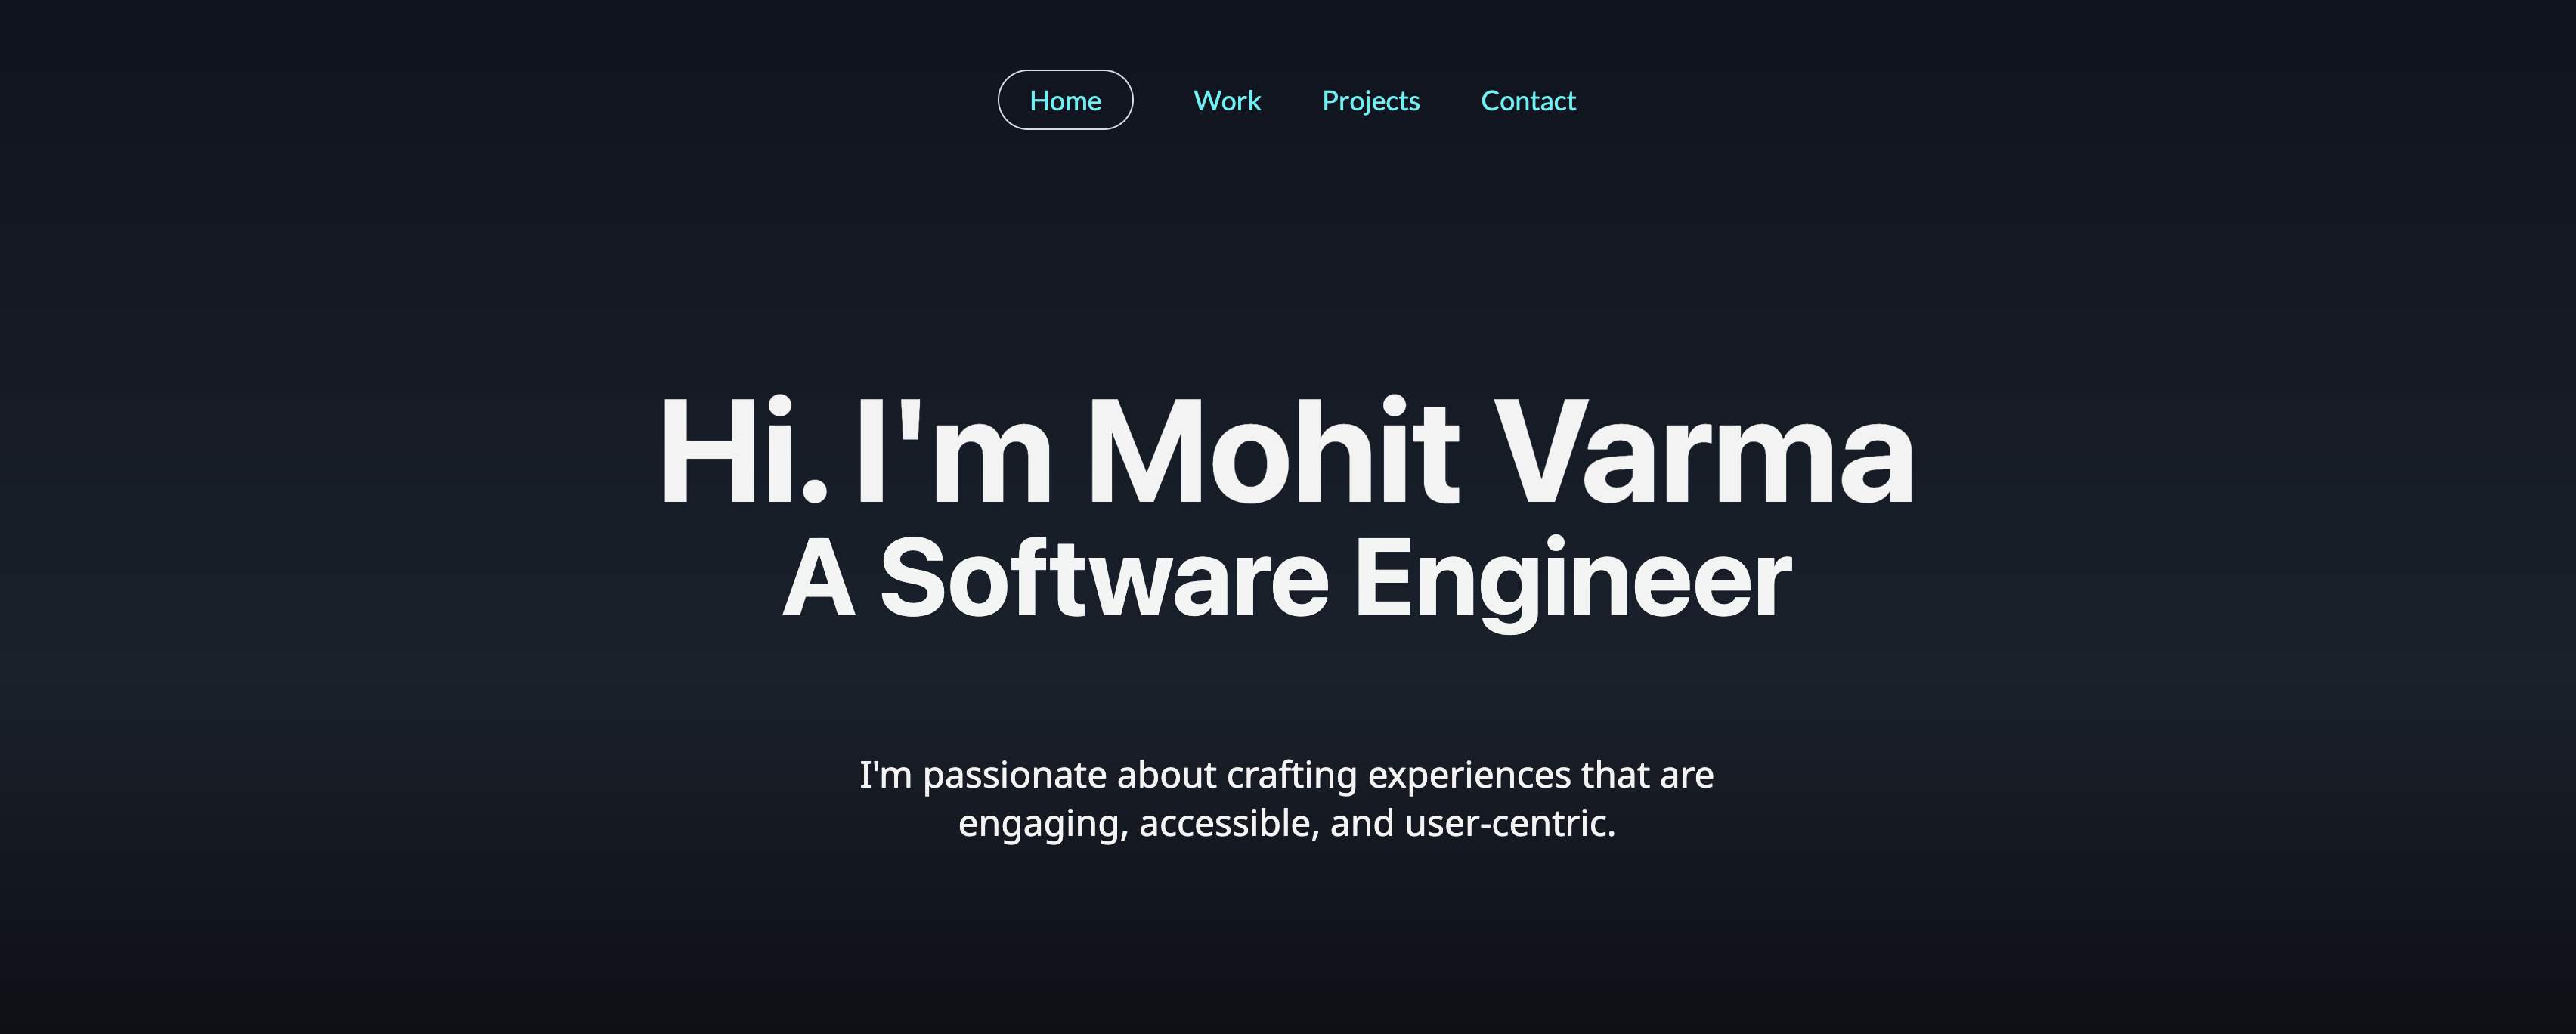 Home Work Projects Contact
Hi. I'm Mohit Varma
A Software Engineer
I'm passionate about crafting experiences that are
engaging, accessible, and user-centric.